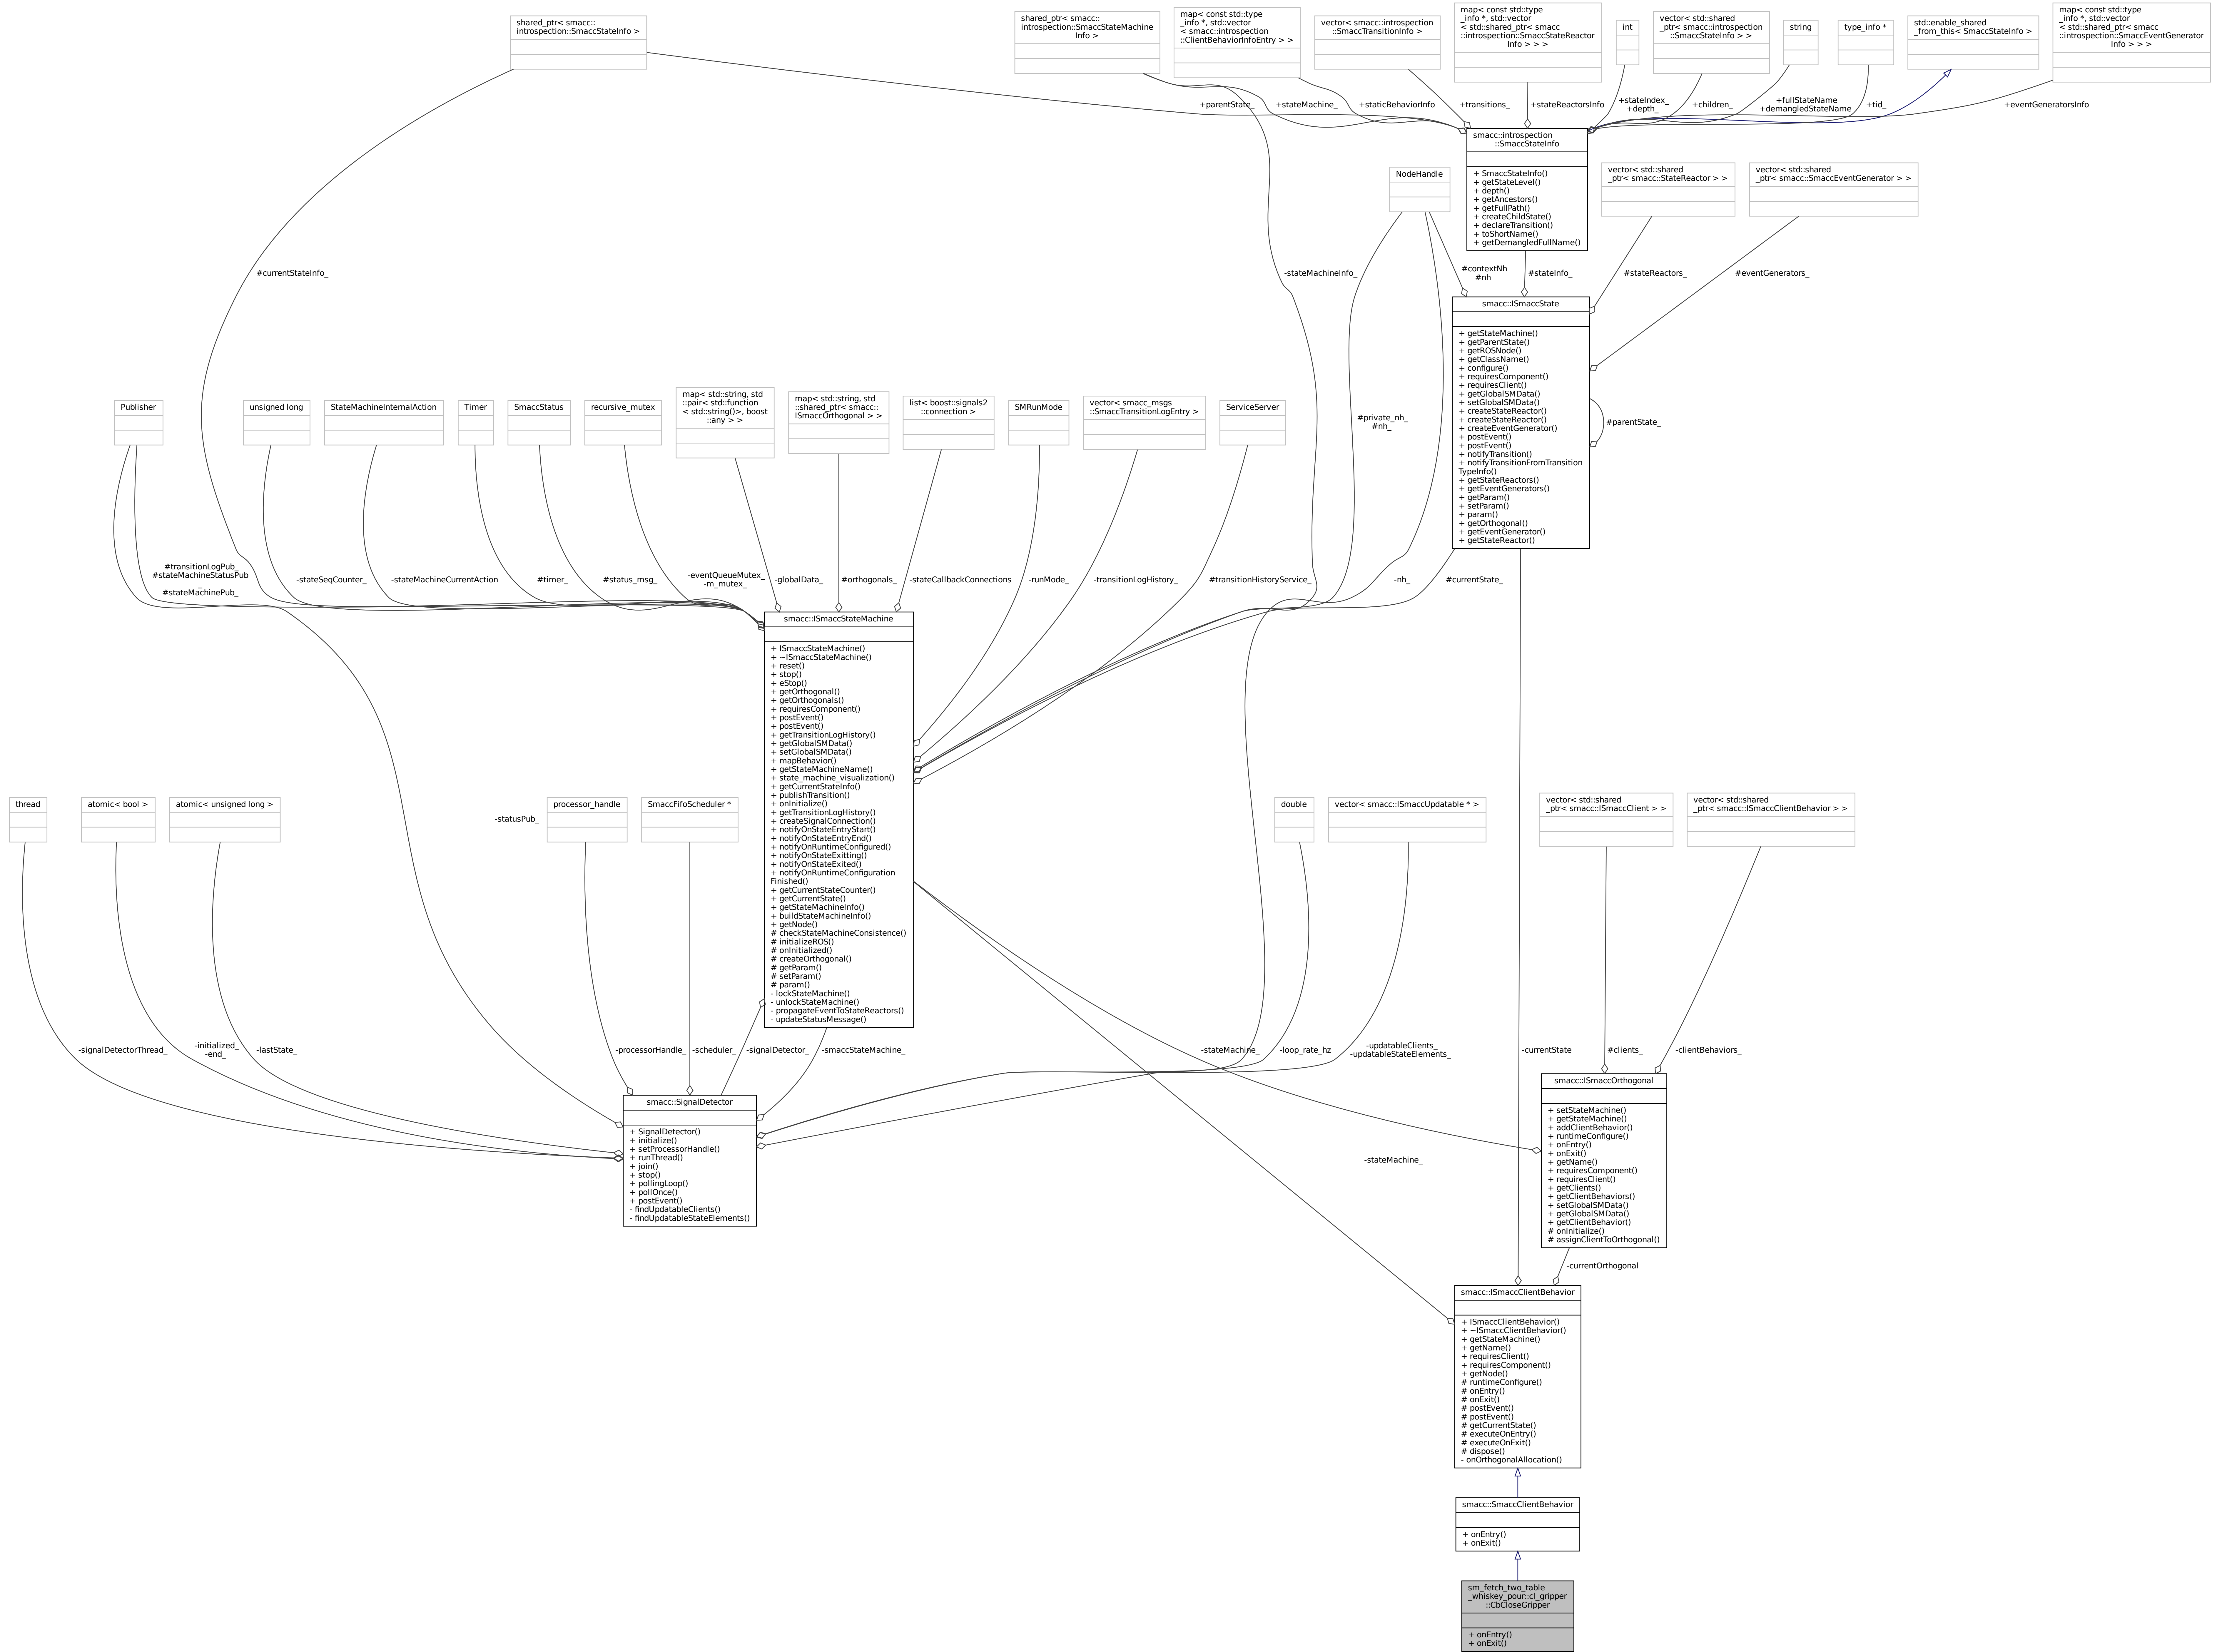 shared_ptr< smacc::
introspection::SmaccStateInfo >
shared_ptr< smacc::
introspection::SmaccStateMachine
Info >
map< const std::type
_info *, std::vector
< smacc::introspection
::ClientBehaviorInfoEntry > >
vector< smacc::introspection
::SmaccTransitionInfo >
map< const std::type
_info *, std::vector
< std::shared_ptr< smacc
::introspection::SmaccStateReactor
Info > > >
int
vector< std::shared
_ptr< smacc::introspection
::SmaccStateInfo > >
string
type_info *
std::enable_shared
_from_this< SmaccStateInfo >
map< const std::type
_info *, std::vector
< std::shared_ptr< smacc
::introspection::SmaccEventGenerator
Info > > >
+parentState_
+stateMachine_
+staticBehaviorInfo
+transitions_
+stateReactorsInfo
+stateIndex_
+depth_
+children_
+fullStateName
+demangledStateName
+tid_
+eventGeneratorsInfo
smacc::introspection
::SmaccStateInfo
+ SmaccStateInfo()
+ getStateLevel()
+ depth()
+ getAncestors()
+ getFullPath()
+ createChildState()
+ declareTransition()
+ toShortName()
+ getDemangledFullName()
NodeHandle
vector< std::shared
_ptr< smacc::StateReactor > >
vector< std::shared
_ptr< smacc::SmaccEventGenerator > >
#currentStateInfo_
-stateMachineInfo_
#contextNh
#nh
#stateInfo_
#stateReactors_
#eventGenerators_
smacc::ISmaccState
+ getStateMachine()
+ getParentState()
+ getROSNode()
+ getClassName()
+ configure()
+ requiresComponent()
+ requiresClient()
+ getGlobalSMData()
+ setGlobalSMData()
+ createStateReactor()
+ createStateReactor()
+ createEventGenerator()
+ postEvent()
+ postEvent()
+ notifyTransition()
+ notifyTransitionFromTransition
TypeInfo()
+ getStateReactors()
+ getEventGenerators()
+ getParam()
+ setParam()
+ param()
+ getOrthogonal()
+ getEventGenerator()
+ getStateReactor()
#parentState_
Publisher
unsigned long
StateMachineInternalAction
Timer
SmaccStatus
recursive_mutex
map< std::string, std
::pair< std::function
< std::string()>, boost
::any > >
map< std::string, std
::shared_ptr< smacc::
ISmaccOrthogonal > >
list< boost::signals2
::connection >
SMRunMode
vector< smacc_msgs
::SmaccTransitionLogEntry >
ServiceServer
#private_nh_
#nh_
#transitionLogPub_
#stateMachineStatusPub
_
#stateMachinePub_
-stateSeqCounter_
-stateMachineCurrentAction
#timer_
#status_msg_
-eventQueueMutex_
-m_mutex_
-globalData_
#orthogonals_
-stateCallbackConnections
-runMode_
-transitionLogHistory_
#transitionHistoryService_
-nh_
#currentState_
smacc::ISmaccStateMachine
+ ISmaccStateMachine()
+ ~ISmaccStateMachine()
+ reset()
+ stop()
+ eStop()
+ getOrthogonal()
+ getOrthogonals()
+ requiresComponent()
+ postEvent()
+ postEvent()
+ getTransitionLogHistory()
+ getGlobalSMData()
+ setGlobalSMData()
+ mapBehavior()
+ getStateMachineName()
+ state_machine_visualization()
+ getCurrentStateInfo()
+ publishTransition()
+ onInitialize()
+ getTransitionLogHistory()
+ createSignalConnection()
+ notifyOnStateEntryStart()
+ notifyOnStateEntryEnd()
+ notifyOnRuntimeConfigured()
+ notifyOnStateExitting()
+ notifyOnStateExited()
+ notifyOnRuntimeConfiguration
Finished()
+ getCurrentStateCounter()
+ getCurrentState()
+ getStateMachineInfo()
+ buildStateMachineInfo()
+ getNode()
# checkStateMachineConsistence()
# initializeROS()
# onInitialized()
# createOrthogonal()
# getParam()
# setParam()
# param()
- lockStateMachine()
- unlockStateMachine()
- propagateEventToStateReactors()
- updateStatusMessage()
thread
atomic< bool >
atomic< unsigned long >
-statusPub_
processor_handle
SmaccFifoScheduler *
double
vector< smacc::ISmaccUpdatable * >
vector< std::shared
_ptr< smacc::ISmaccClient > >
vector< std::shared
_ptr< smacc::ISmaccClientBehavior > >
-signalDetectorThread_
-initialized_
-end_
-lastState_
-processorHandle_
-scheduler_
-signalDetector_
-smaccStateMachine_
-stateMachine_
-loop_rate_hz
-updatableClients_
-updatableStateElements_
-currentState
#clients_
-clientBehaviors_
smacc::SignalDetector
+ SignalDetector()
+ initialize()
+ setProcessorHandle()
+ runThread()
+ join()
+ stop()
+ pollingLoop()
+ pollOnce()
+ postEvent()
- findUpdatableClients()
- findUpdatableStateElements()
-stateMachine_
smacc::ISmaccOrthogonal
+ setStateMachine()
+ getStateMachine()
+ addClientBehavior()
+ runtimeConfigure()
+ onEntry()
+ onExit()
+ getName()
+ requiresComponent()
+ requiresClient()
+ getClients()
+ getClientBehaviors()
+ setGlobalSMData()
+ getGlobalSMData()
+ getClientBehavior()
# onInitialize()
# assignClientToOrthogonal()
-currentOrthogonal
smacc::ISmaccClientBehavior
+ ISmaccClientBehavior()
+ ~ISmaccClientBehavior()
+ getStateMachine()
+ getName()
+ requiresClient()
+ requiresComponent()
+ getNode()
# runtimeConfigure()
# onEntry()
# onExit()
# postEvent()
# postEvent()
# getCurrentState()
# executeOnEntry()
# executeOnExit()
# dispose()
- onOrthogonalAllocation()
smacc::SmaccClientBehavior
+ onEntry()
+ onExit()
sm_fetch_two_table
_whiskey_pour::cl_gripper
::CbCloseGripper
+ onEntry()
+ onExit()